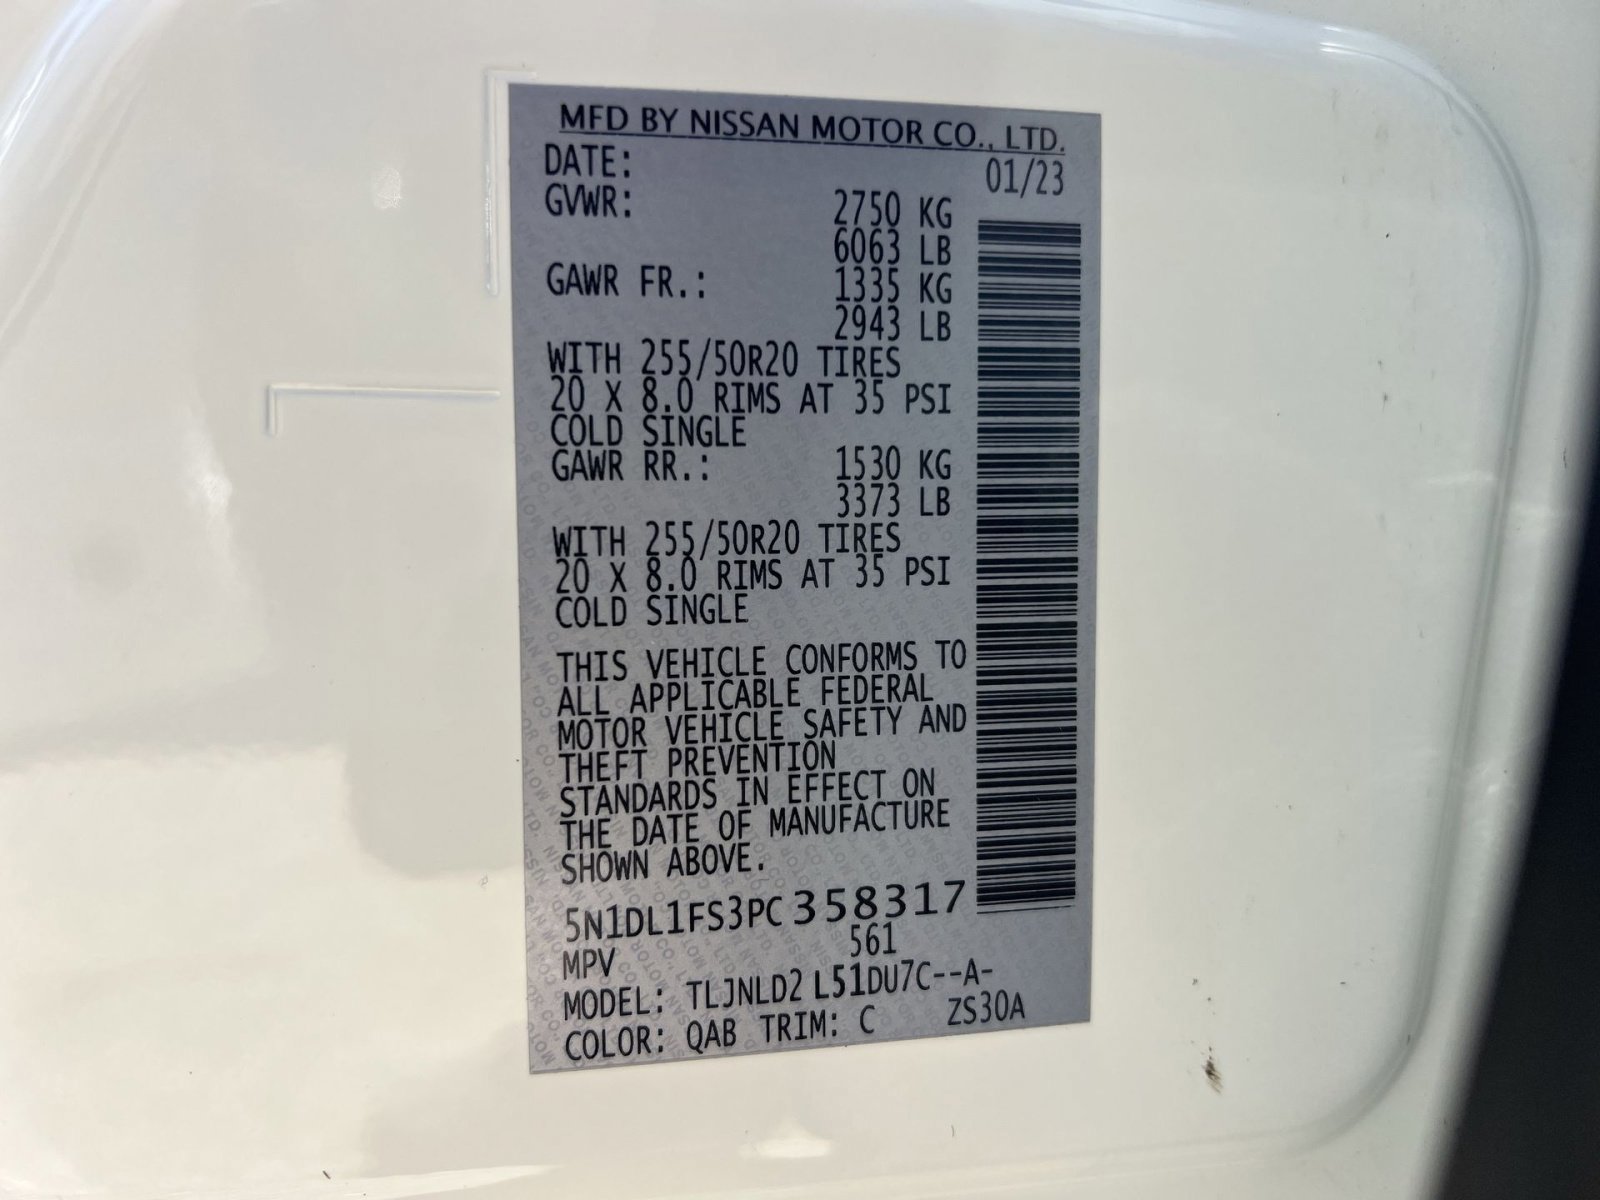 MFD BY NISSAN MOTOR CO., LTD.
DATE: 01/23
GVWR: 2750 KG
6063 LB
GAWR FR.: 1335 KG
2943 LB
WITH 255/50R20 TIRES
20 X 8.0 RIMS AT 35 PSI
COLD SINGLE
GAWR RR.: 1530 KG
3373 LB
WITH 255/50R20 TIRES
20 X 8.0 RIMS AT 35 PSI
COLD SINGLE
THIS VEHICLE CONFORMS TO
ALL APPLICABLE FEDERAL
MOTOR VEHICLE SAFETY AND
THEFT PREVENTION
STANDARDS IN EFFECT ON
THE DATE OF MANUFACTURE
SHOWN ABOVE.
5N1DL1FS3PC358317
MPV 561
MODEL: TLJNLD2 L51DU7C--A-
COLOR: QAB TRIM: C ZS30A